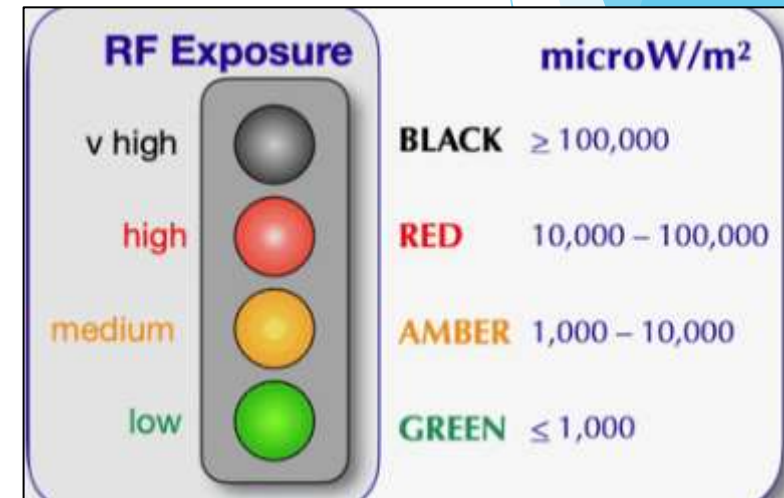 RF Exposure microW/m²
v high BLACK ≥ 100,000
high RED 10,000 – 100,000
medium AMBER 1,000 – 10,000
low GREEN ≤ 1,000